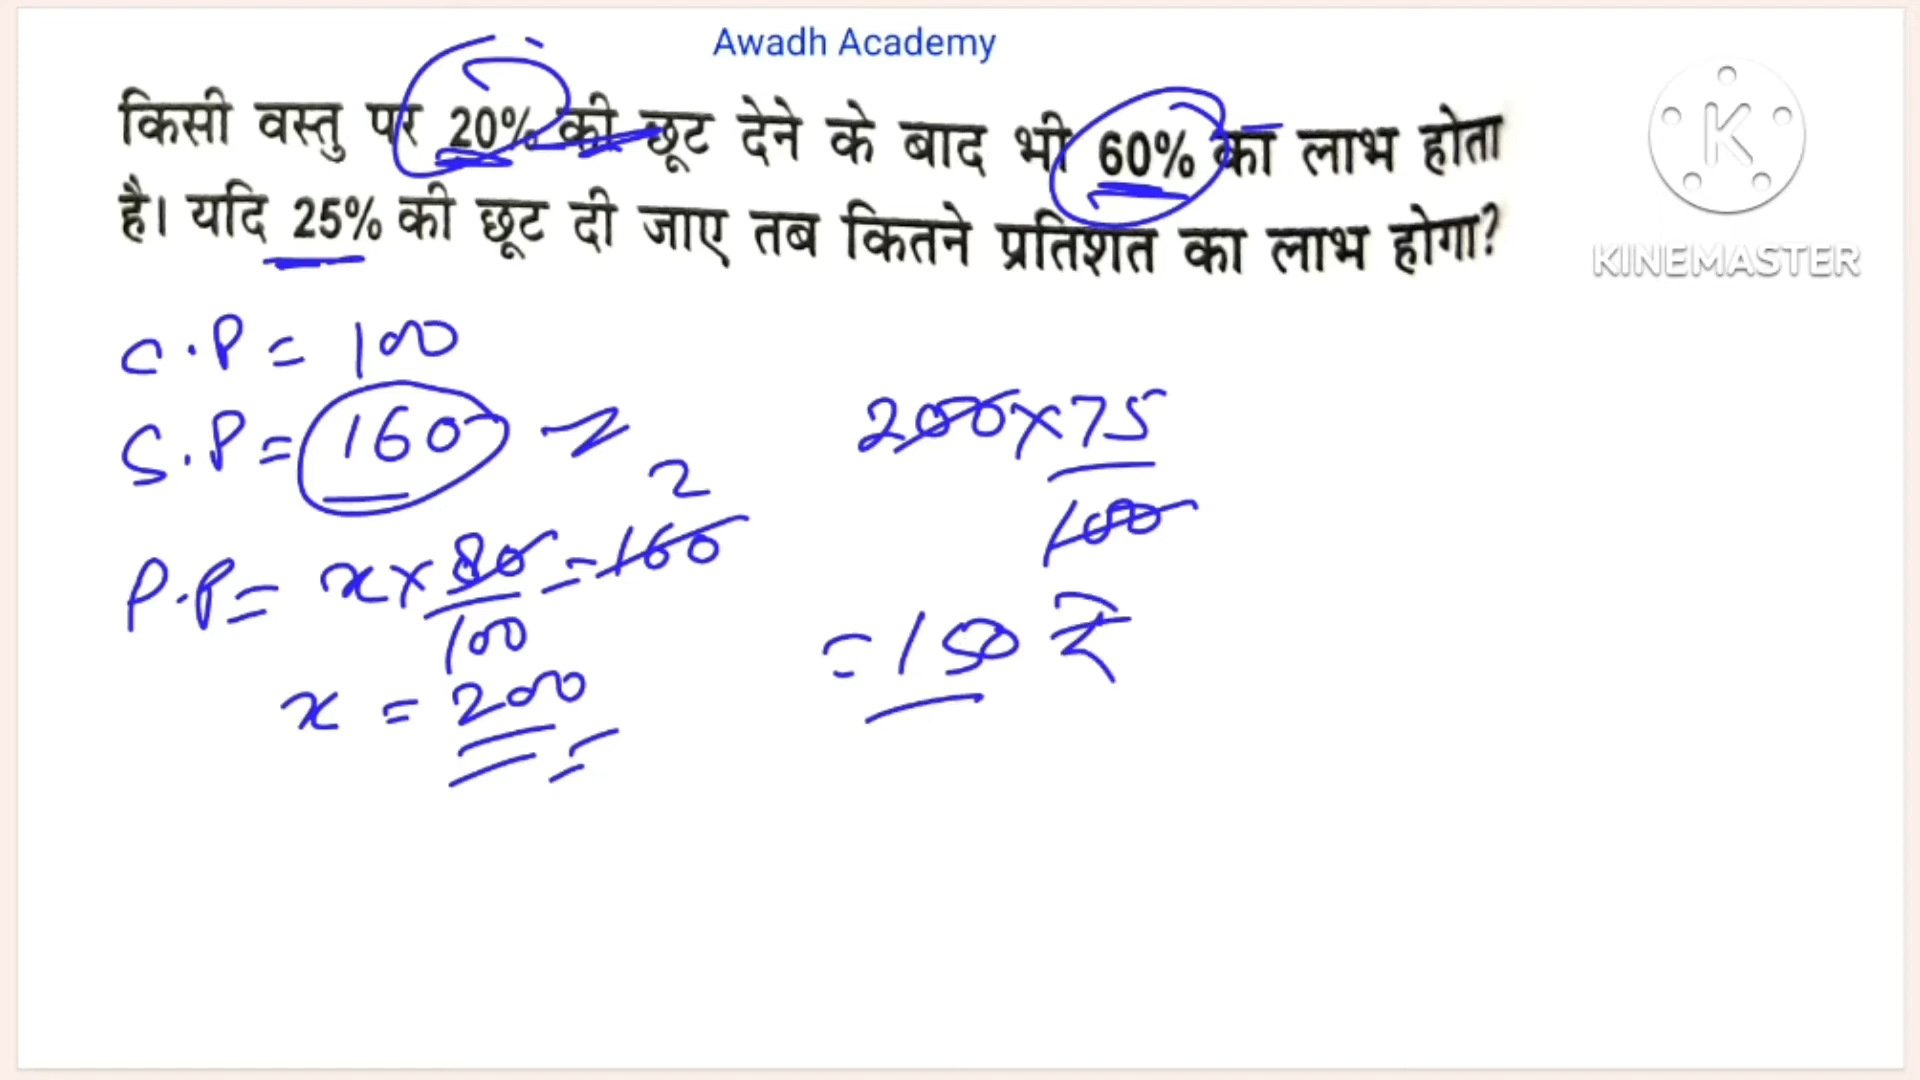 Awadh Academy
किसी वस्तु पर 20% की छूट देने के बाद भी 60% का लाभ होता
है। यदि 25% की छूट दी जाए तब कितने प्रतिशत का लाभ होगा?
K
KINEMASTER
C.P = 100
S.P = 160
2
P.P = x × 80 = 160
100
x = 200
200 × 75
100
= 150 ₹